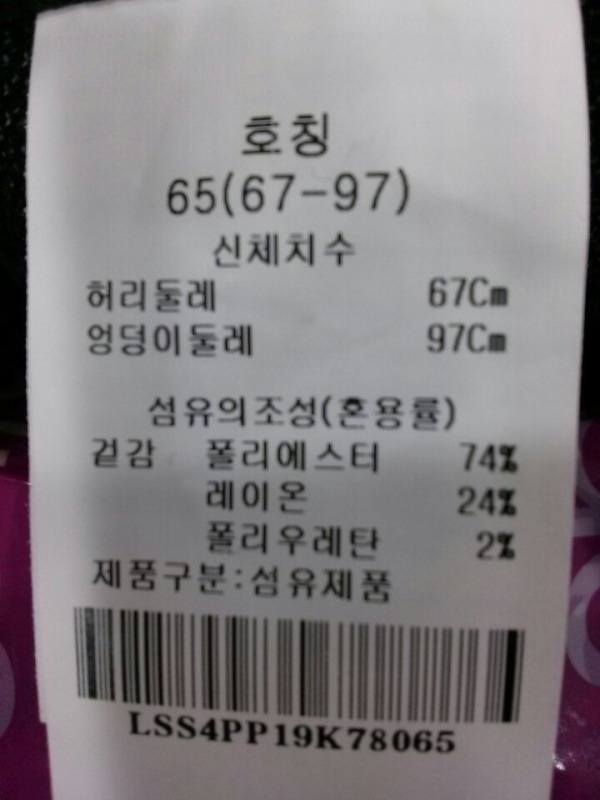 호칭
65(67-97)
신체치수
허리둘레 67Cm
엉덩이둘레 97Cm
섬유의조성(혼용률)
겉감 폴리에스터 74%
레이온 24%
폴리우레탄 2%
제품구분:섬유제품
LSS4PP19K78065